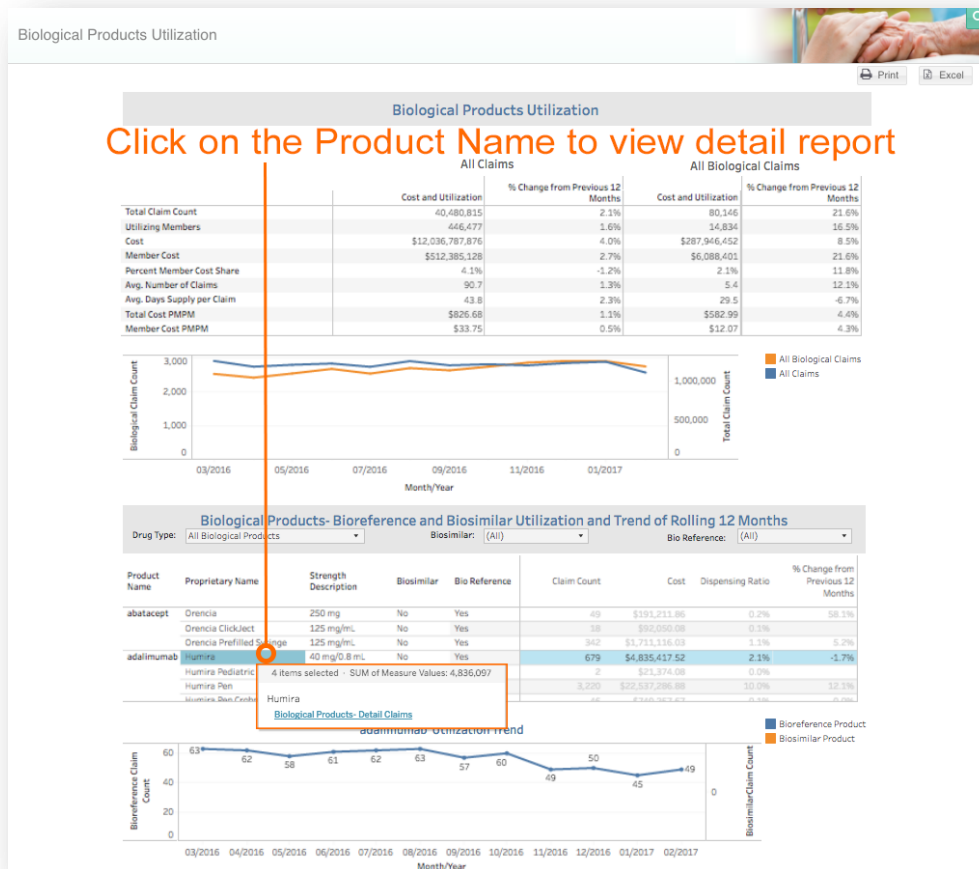 Biological Products Utilization
Print Excel
Biological Products Utilization
Click on the Product Name to view detail report
All Claims All Biological Claims
Cost and Utilization % Change from Previous 12 Months Cost and Utilization % Change from Previous 12 Months
Total Claim Count 40,480,815 2.1% 80,146 21.6%
Utilizing Members 446,477 1.6% 14,834 16.5%
Cost $12,036,787,876 4.0% $287,946,452 8.5%
Member Cost $512,385,128 2.7% $6,088,401 21.6%
Percent Member Cost Share 4.1% -1.2% 2.1% 11.8%
Avg. Number of Claims 90.7 1.3% 5.4 12.1%
Avg. Days Supply per Claim 43.8 2.3% 29.5 -6.7%
Total Cost PMPM $826.68 1.1% $582.99 4.4%
Member Cost PMPM $33.75 0.5% $12.07 4.3%
Biological Claim Count
3,000
2,000
1,000
0
1,000,000
500,000
0
Total Claim Count
All Biological Claims
All Claims
03/2016 05/2016 07/2016 09/2016 11/2016 01/2017
Month/Year
Biological Products- Bioreference and Biosimilar Utilization and Trend of Rolling 12 Months
Drug Type: All Biological Products Biosimilar: (All) Bio Reference: (All)
Product Name Proprietary Name Strength Description Biosimilar Bio Reference Claim Count Cost Dispensing Ratio % Change from Previous 12 Months
abatacept Orencia 250 mg No Yes 49 $191,211.86 0.2% 58.1%
Orencia ClickJect 125 mg/mL No Yes 18 $92,050.08 0.1%
Orencia Prefilled Syringe 125 mg/mL No Yes 342 $1,711,116.03 1.1% 5.2%
adalimumab Humira 40 mg/0.8 mL No Yes 679 $4,835,417.52 2.1% -1.7%
Humira Pediatric 2 $21,374.08 0.0%
Humira Pen 3,220 $22,537,286.88 10.0% 12.1%
Humira Pen
4 items selected · SUM of Measure Values: 4,836,097
Humira
Biological Products- Detail Claims
adalimumab Utilization Trend
Bioreference Product
Biosimilar Product
Bioreference Claim Count
60
40
20
0
63 62 58 61 62 63 57 60 49 50 45 49
0
BiosimilarClaim Count
03/2016 04/2016 05/2016 06/2016 07/2016 08/2016 09/2016 10/2016 11/2016 12/2016 01/2017 02/2017
Month/Year